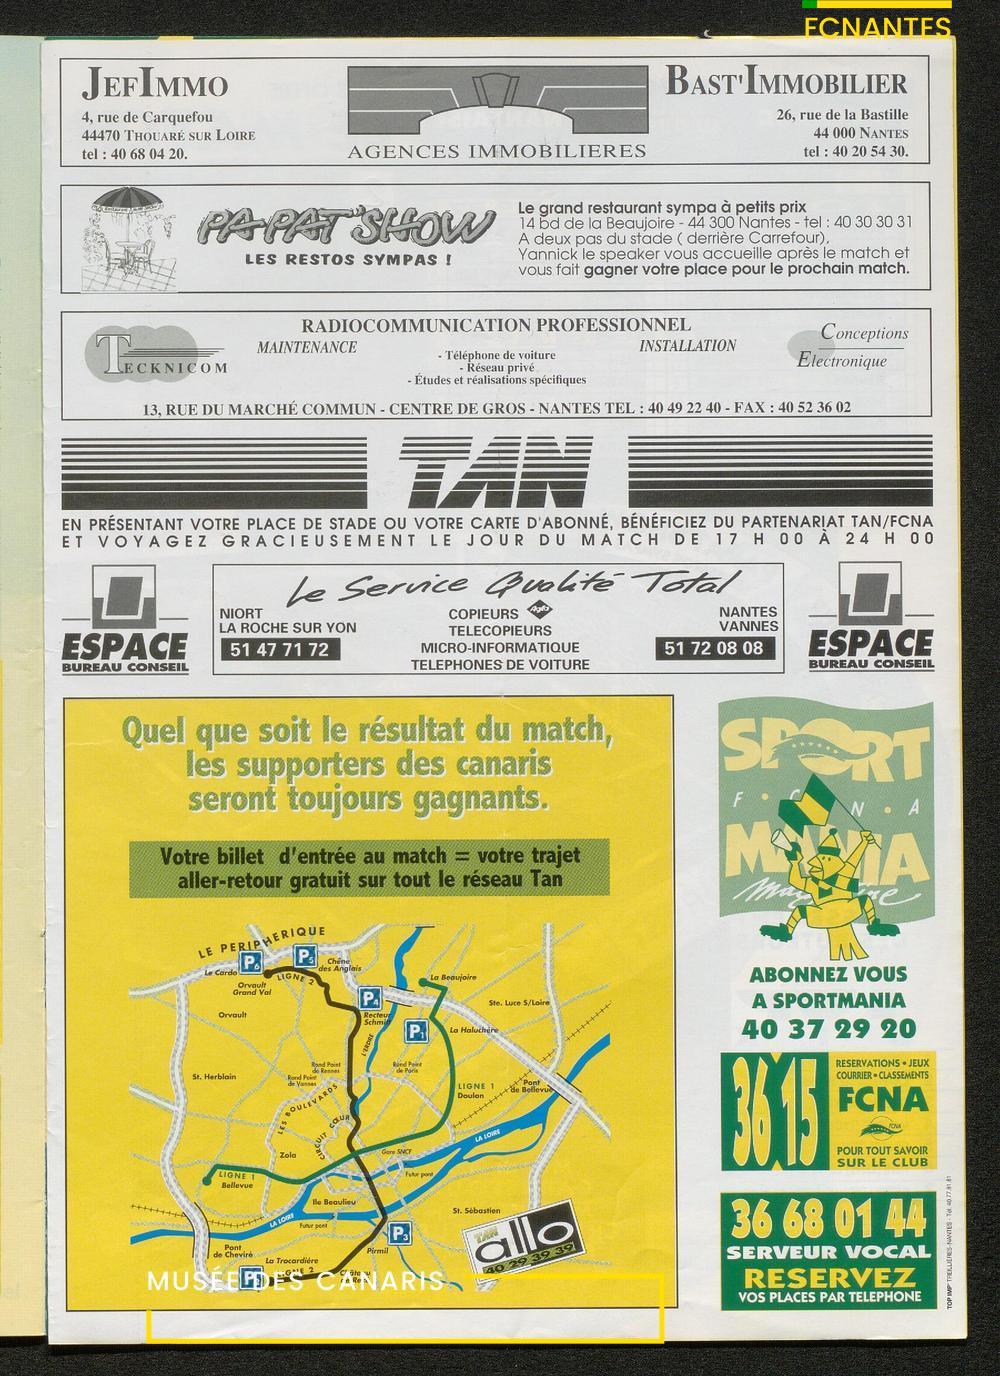 FCNANTES
JEFIMMO
4, rue de Carquefou
44470 THOUARÉ SUR LOIRE
tel : 40 68 04 20.
AGENCES IMMOBILIERES
BAST'IMMOBILIER
26, rue de la Bastille
44 000 NANTES
tel : 40 20 54 30.
PA PAT' SHOW
LES RESTOS SYMPAS !
Le grand restaurant sympa à petits prix
14 bd de la Beaujoire - 44 300 Nantes - tel : 40 30 30 31
A deux pas du stade ( derrière Carrefour),
Yannick le speaker vous accueille après le match et
vous fait gagner votre place pour le prochain match.
TECKNICOM
RADIOCOMMUNICATION PROFESSIONNEL
MAINTENANCE
INSTALLATION
- Téléphone de voiture
- Réseau privé
- Études et réalisations spécifiques
Conceptions
Electronique
13, RUE DU MARCHÉ COMMUN - CENTRE DE GROS - NANTES TEL : 40 49 22 40 - FAX : 40 52 36 02
TAN
EN PRÉSENTANT VOTRE PLACE DE STADE OU VOTRE CARTE D'ABONNÉ, BÉNÉFICIEZ DU PARTENARIAT TAN/FCNA
ET VOYAGEZ GRACIEUSEMENT LE JOUR DU MATCH DE 17 H 00 À 24 H 00
ESPACE
BUREAU CONSEIL
Le Service Qualité Total
NIORT
LA ROCHE SUR YON
51 47 71 72
COPIEURS Agfa
TELECOPIEURS
MICRO-INFORMATIQUE
TELEPHONES DE VOITURE
NANTES
VANNES
51 72 08 08
ESPACE
BUREAU CONSEIL
Quel que soit le résultat du match,
les supporters des canaris
seront toujours gagnants.
Votre billet d'entrée au match = votre trajet
aller-retour gratuit sur tout le réseau Tan
LE PERIPHERIQUE
P6
P5
Le Cardo
Chêne
des Anglais
LIGNE 2
Orvault
Grand Val
La Beaujoire
P4
Recteur
Schmitt
Ste. Luce S/Loire
Orvault
P1
La Haluchère
L'ERDRE
Rond Point
de Rennes
Rond Point
de Paris
Rond Point
de Vannes
St. Herblain
LIGNE 1
Doulon
Pont
de Bellevue
LES BOULEVARDS
CIRCUIT CŒUR
LA LOIRE
Zola
Gare SNCF
LIGNE 1
Bellevue
Futur pont
Ile Beaulieu
LA LOIRE
Futur pont
St. Sébastien
P3
Pirmil
Pont
de Cheviré
La Trocardière
LIGNE 2
TAN
allo
40 29 39 39
MUSÉE DES CANARIS
SPORT
F · C · N · A
MANIA
Magazine
ABONNEZ VOUS
A SPORTMANIA
40 37 29 20
36 15
RESERVATIONS • JEUX
COURRIER • CLASSEMENTS
FCNA
FCNA
POUR TOUT SAVOIR
SUR LE CLUB
36 68 01 44
SERVEUR VOCAL
RESERVEZ
VOS PLACES PAR TELEPHONE